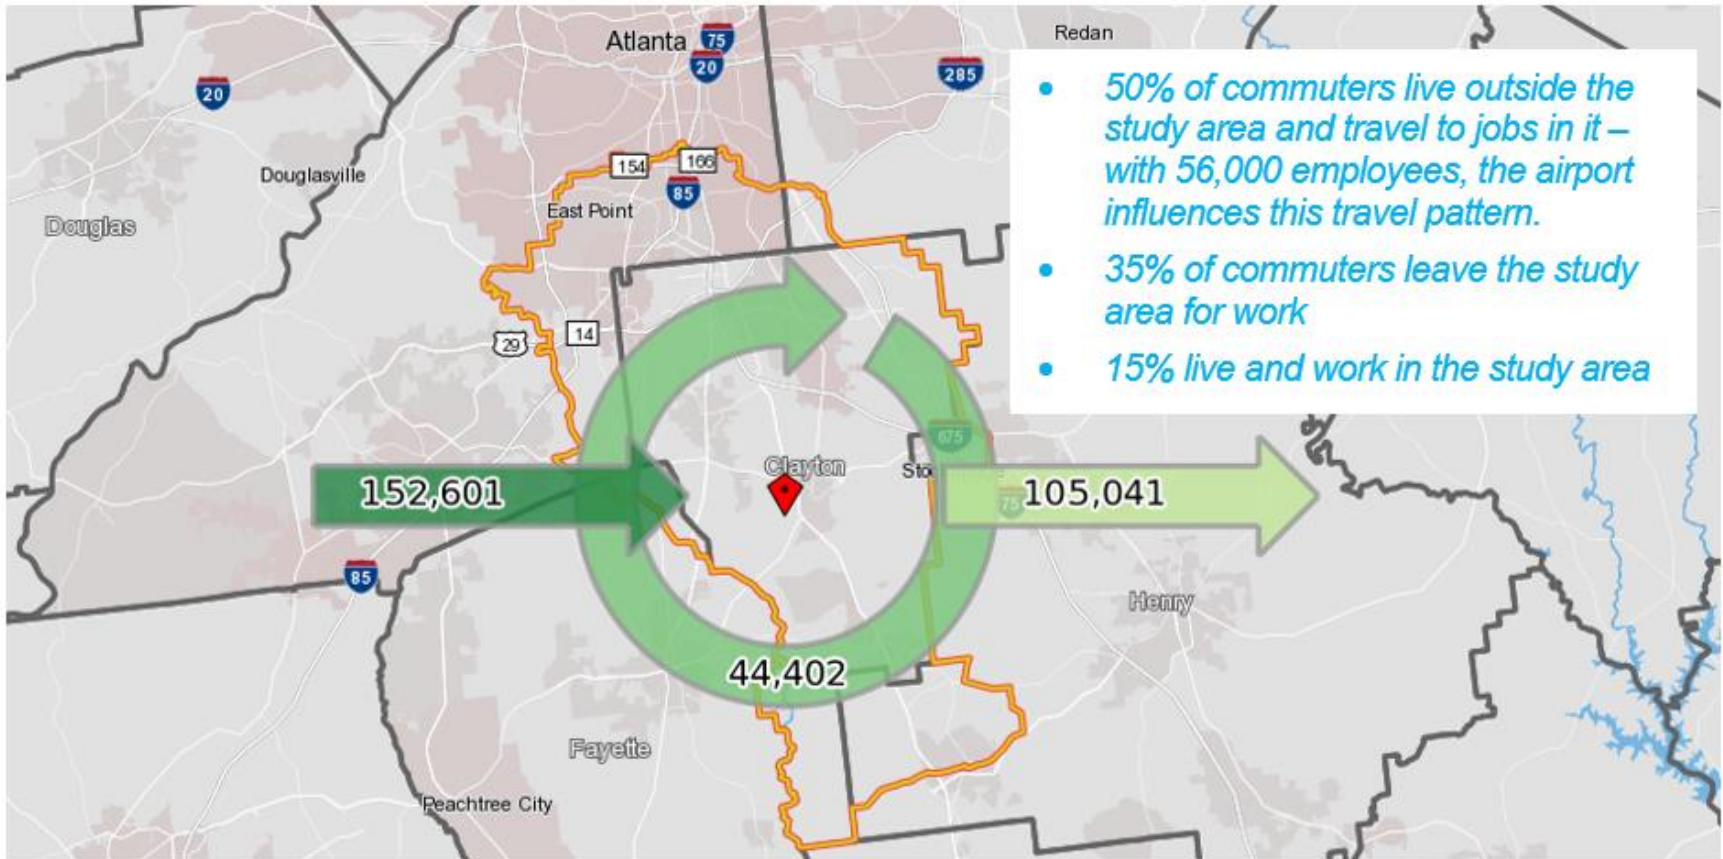 Atlanta
75
20
Redan
285
20
• 50% of commuters live outside the
study area and travel to jobs in it –
with 56,000 employees, the airport
influences this travel pattern.
• 35% of commuters leave the study
area for work
• 15% live and work in the study area
154
166
85
Douglasville
East Point
Douglas
29
14
675
Clayton
152,601
75
105,041
85
Henry
44,402
Fayette
Peachtree City